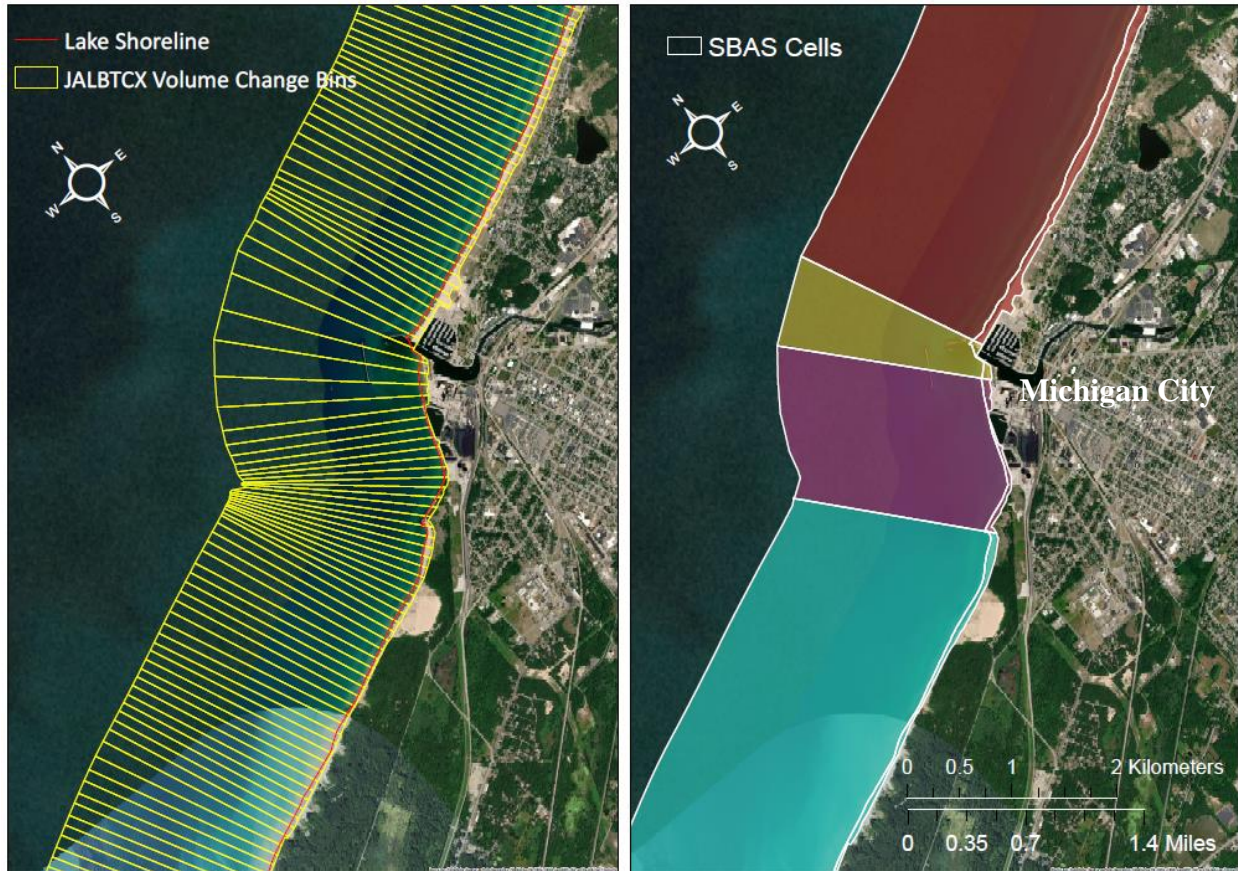 Lake Shoreline
JALBTCX Volume Change Bins
N
E
W
S
SBAS Cells
N
E
W
S
Michigan City
0 0.5 1 2 Kilometers
0 0.35 0.7 1.4 Miles